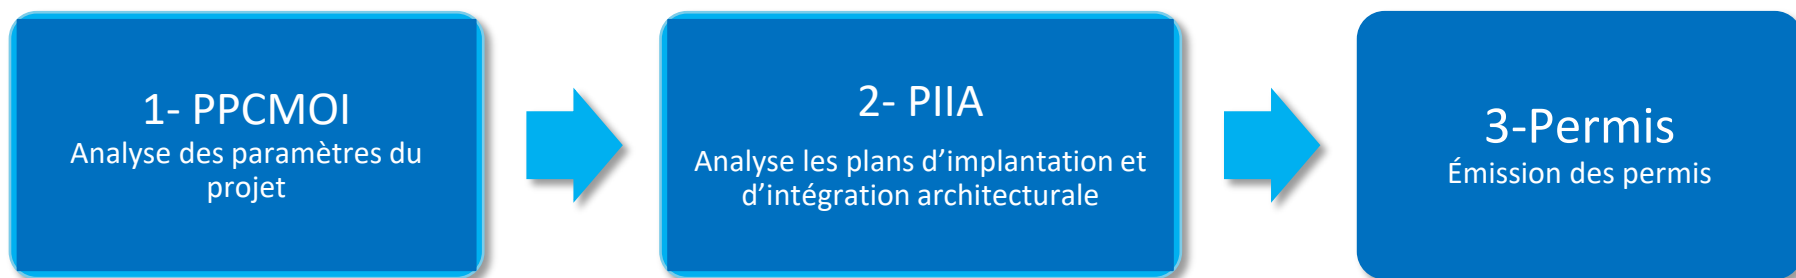 1- PPCMOI
Analyse des paramètres du
projet
2- PIIA
Analyse les plans d’implantation et
d’intégration architecturale
3-Permis
Émission des permis